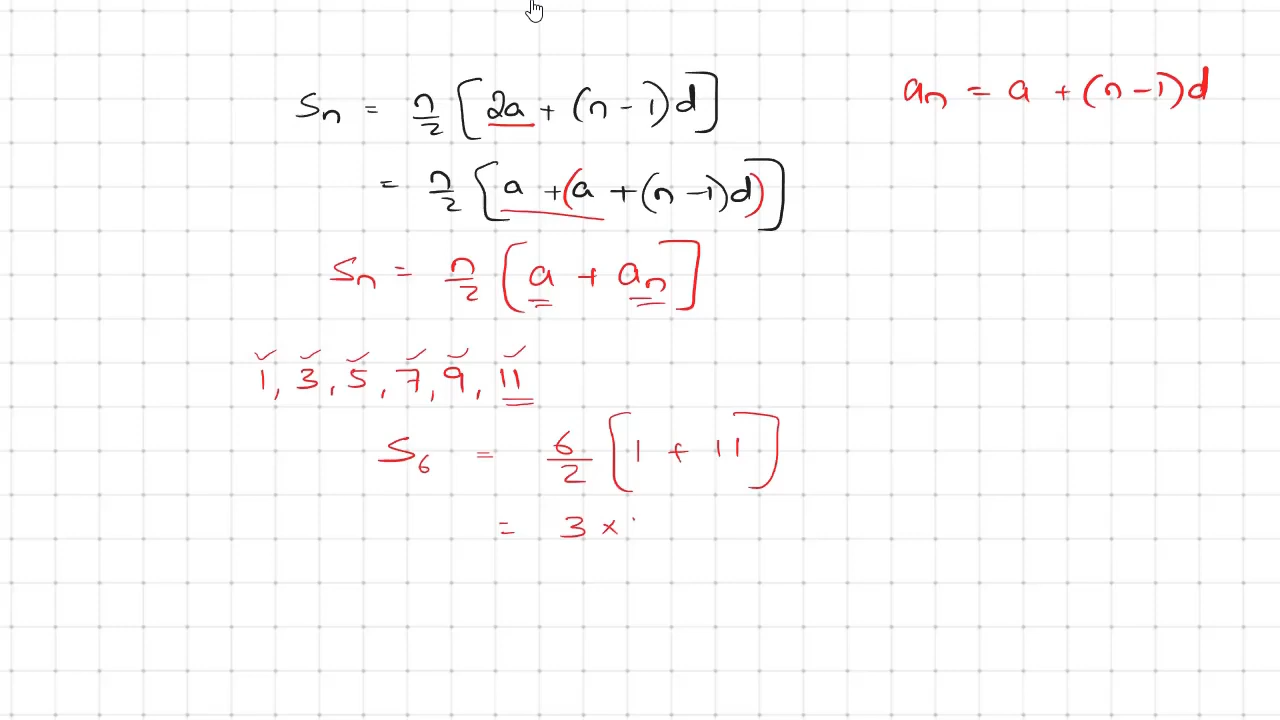 Sn = n/2 [2a + (n-1)d]
an = a + (n-1)d
= n/2 [a + (a + (n-1)d)]
Sn = n/2 [a + an]
1, 3, 5, 7, 9, 11
S6 = 6/2 [1 + 11]
= 3 ×